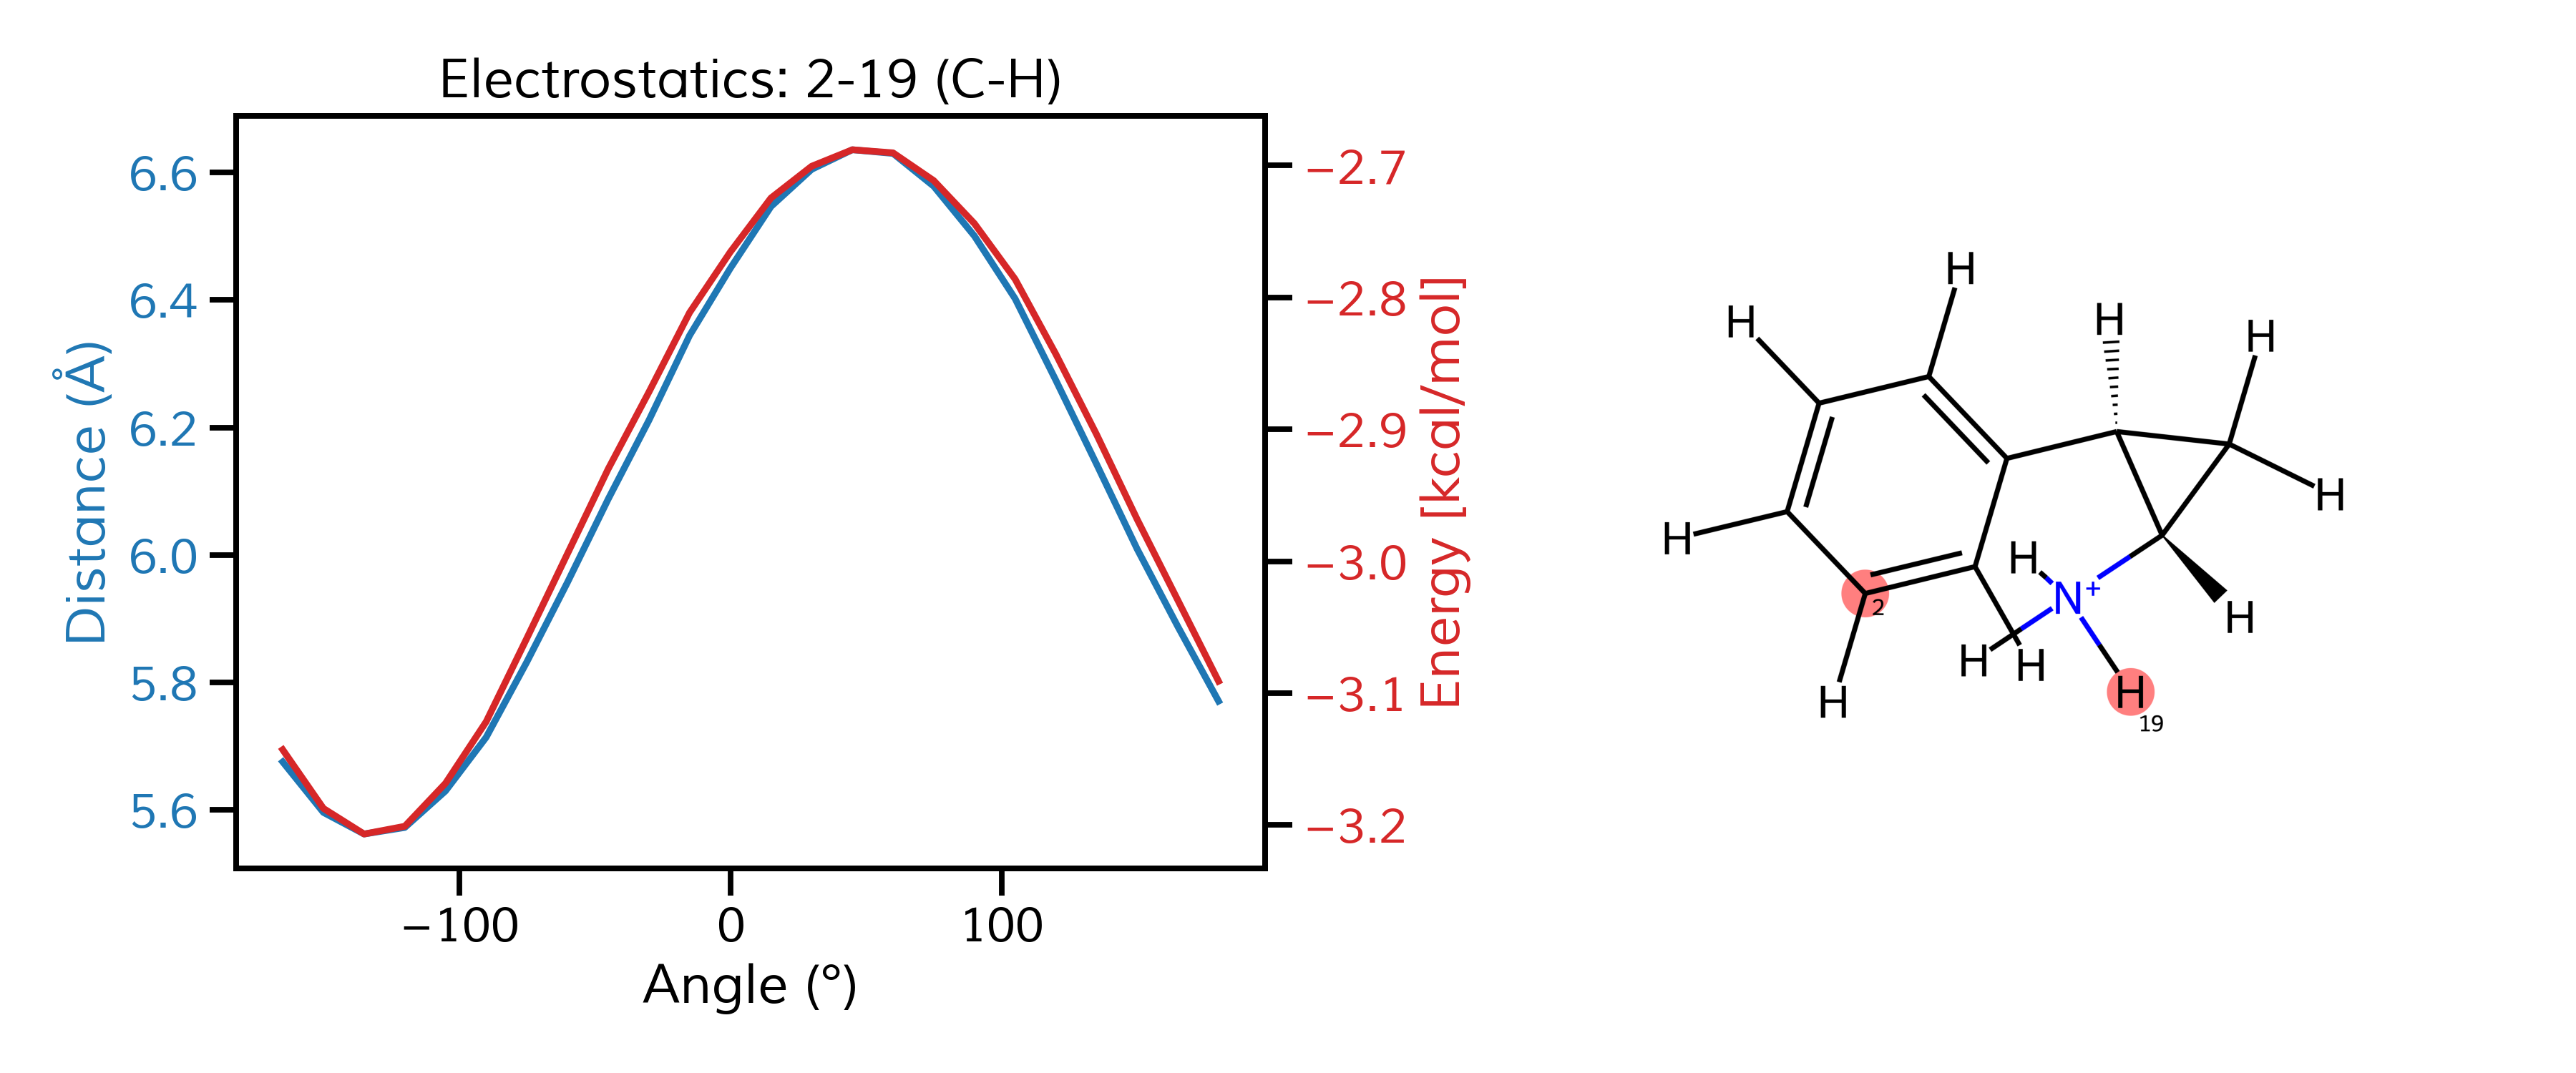 Electrostatics: 2-19 (C-H)
Distance (Å)
6.6
6.4
6.2
6.0
5.8
5.6
−2.7
−2.8
−2.9
−3.0
−3.1
−3.2
Energy [kcal/mol]
−100 0 100
Angle (°)
H
H H H
H
H
H
H
N+
2
H
H H
H
H
19